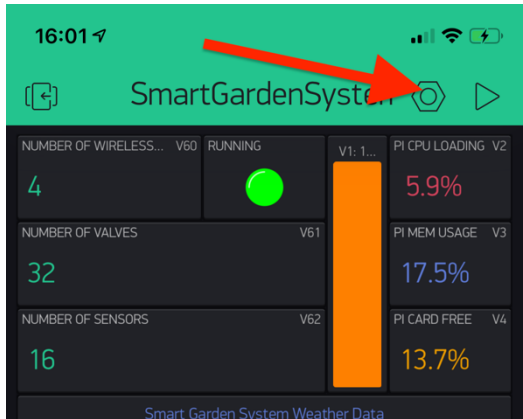 16:01
SmartGardenSystem
NUMBER OF WIRELESS... V60
4
RUNNING
V1: 1...
PI CPU LOADING V2
5.9%
NUMBER OF VALVES V61
32
PI MEM USAGE V3
17.5%
NUMBER OF SENSORS V62
16
PI CARD FREE V4
13.7%
Smart Garden System Weather Data